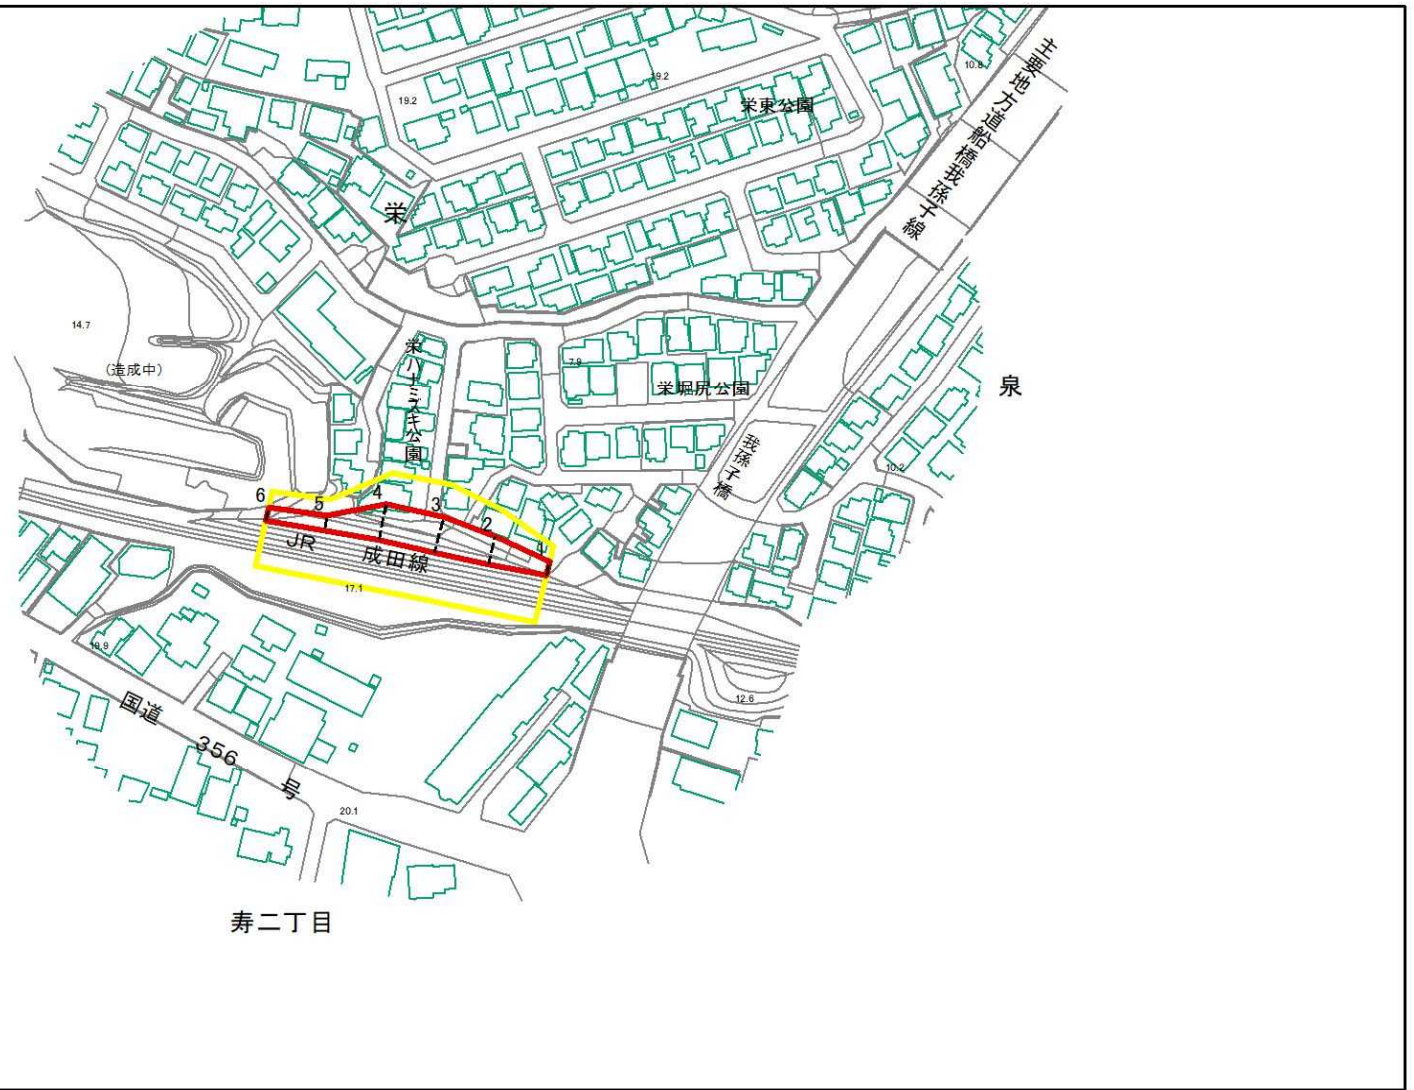 主要地方道船橋我孫子線
10.8
19.2
19.2
栄東公園
栄
14.7
(造成中)
栄ハナミズキ公園
7.9
栄堀尻公園
泉
我孫子橋
10.2
6
5
4
3
2
1
JR 成田線
17.1
19.9
12.6
国道 356 号
20.1
寿二丁目